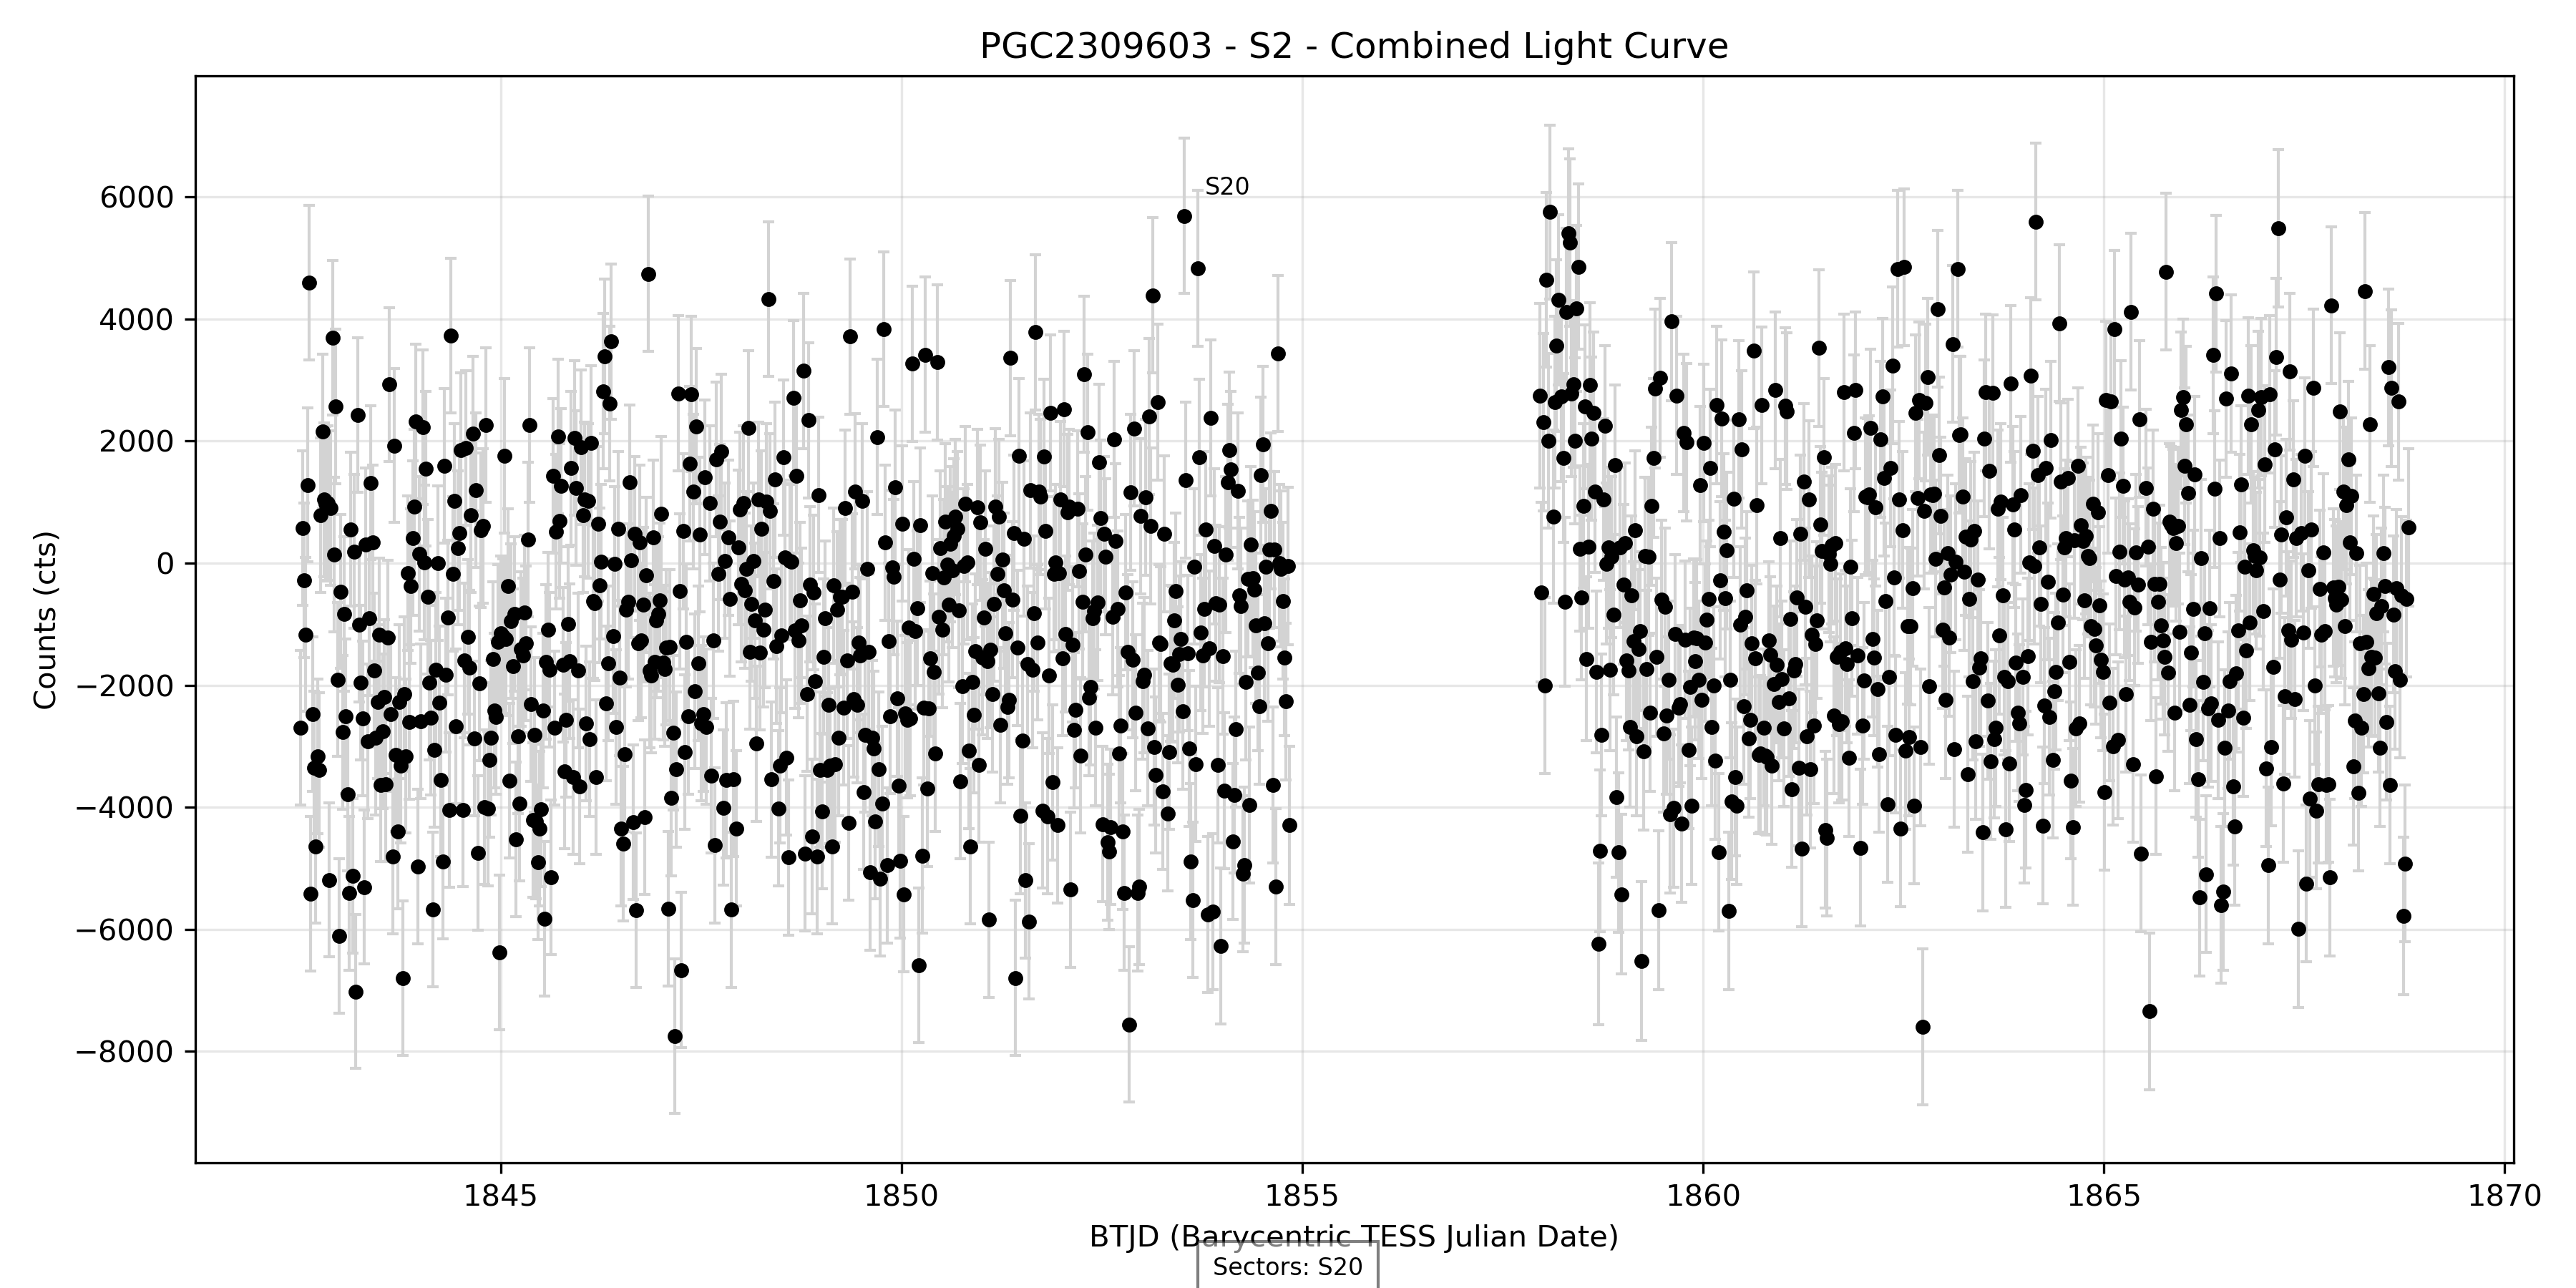 PGC2309603 - S2 - Combined Light Curve
Counts (cts)
6000
4000
2000
0
−2000
−4000
−6000
−8000
S20
1845
1850
1855
1860
1865
1870
BTJD (Barycentric TESS Julian Date)
Sectors: S20